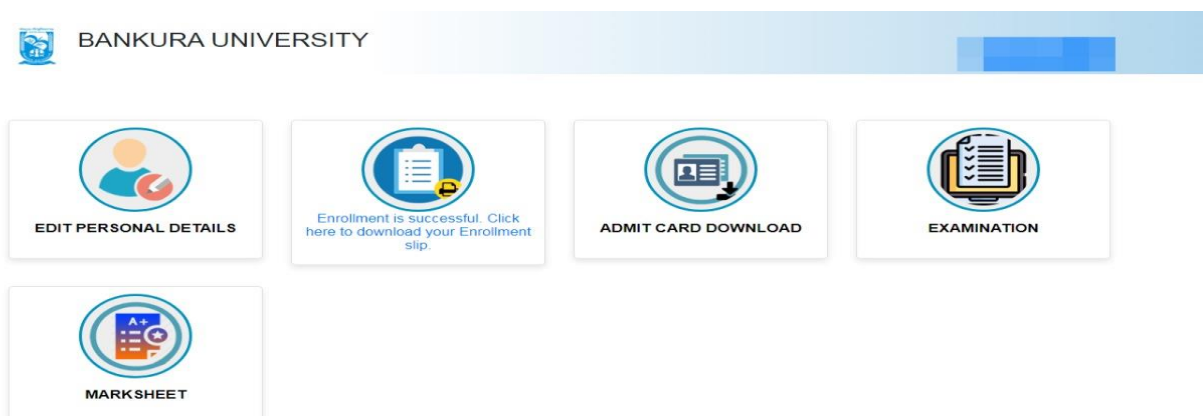 BANKURA UNIVERSITY
EDIT PERSONAL DETAILS
Enrollment is successful. Click
here to download your Enrollment
slip.
ADMIT CARD DOWNLOAD
EXAMINATION
A+
MARKSHEET